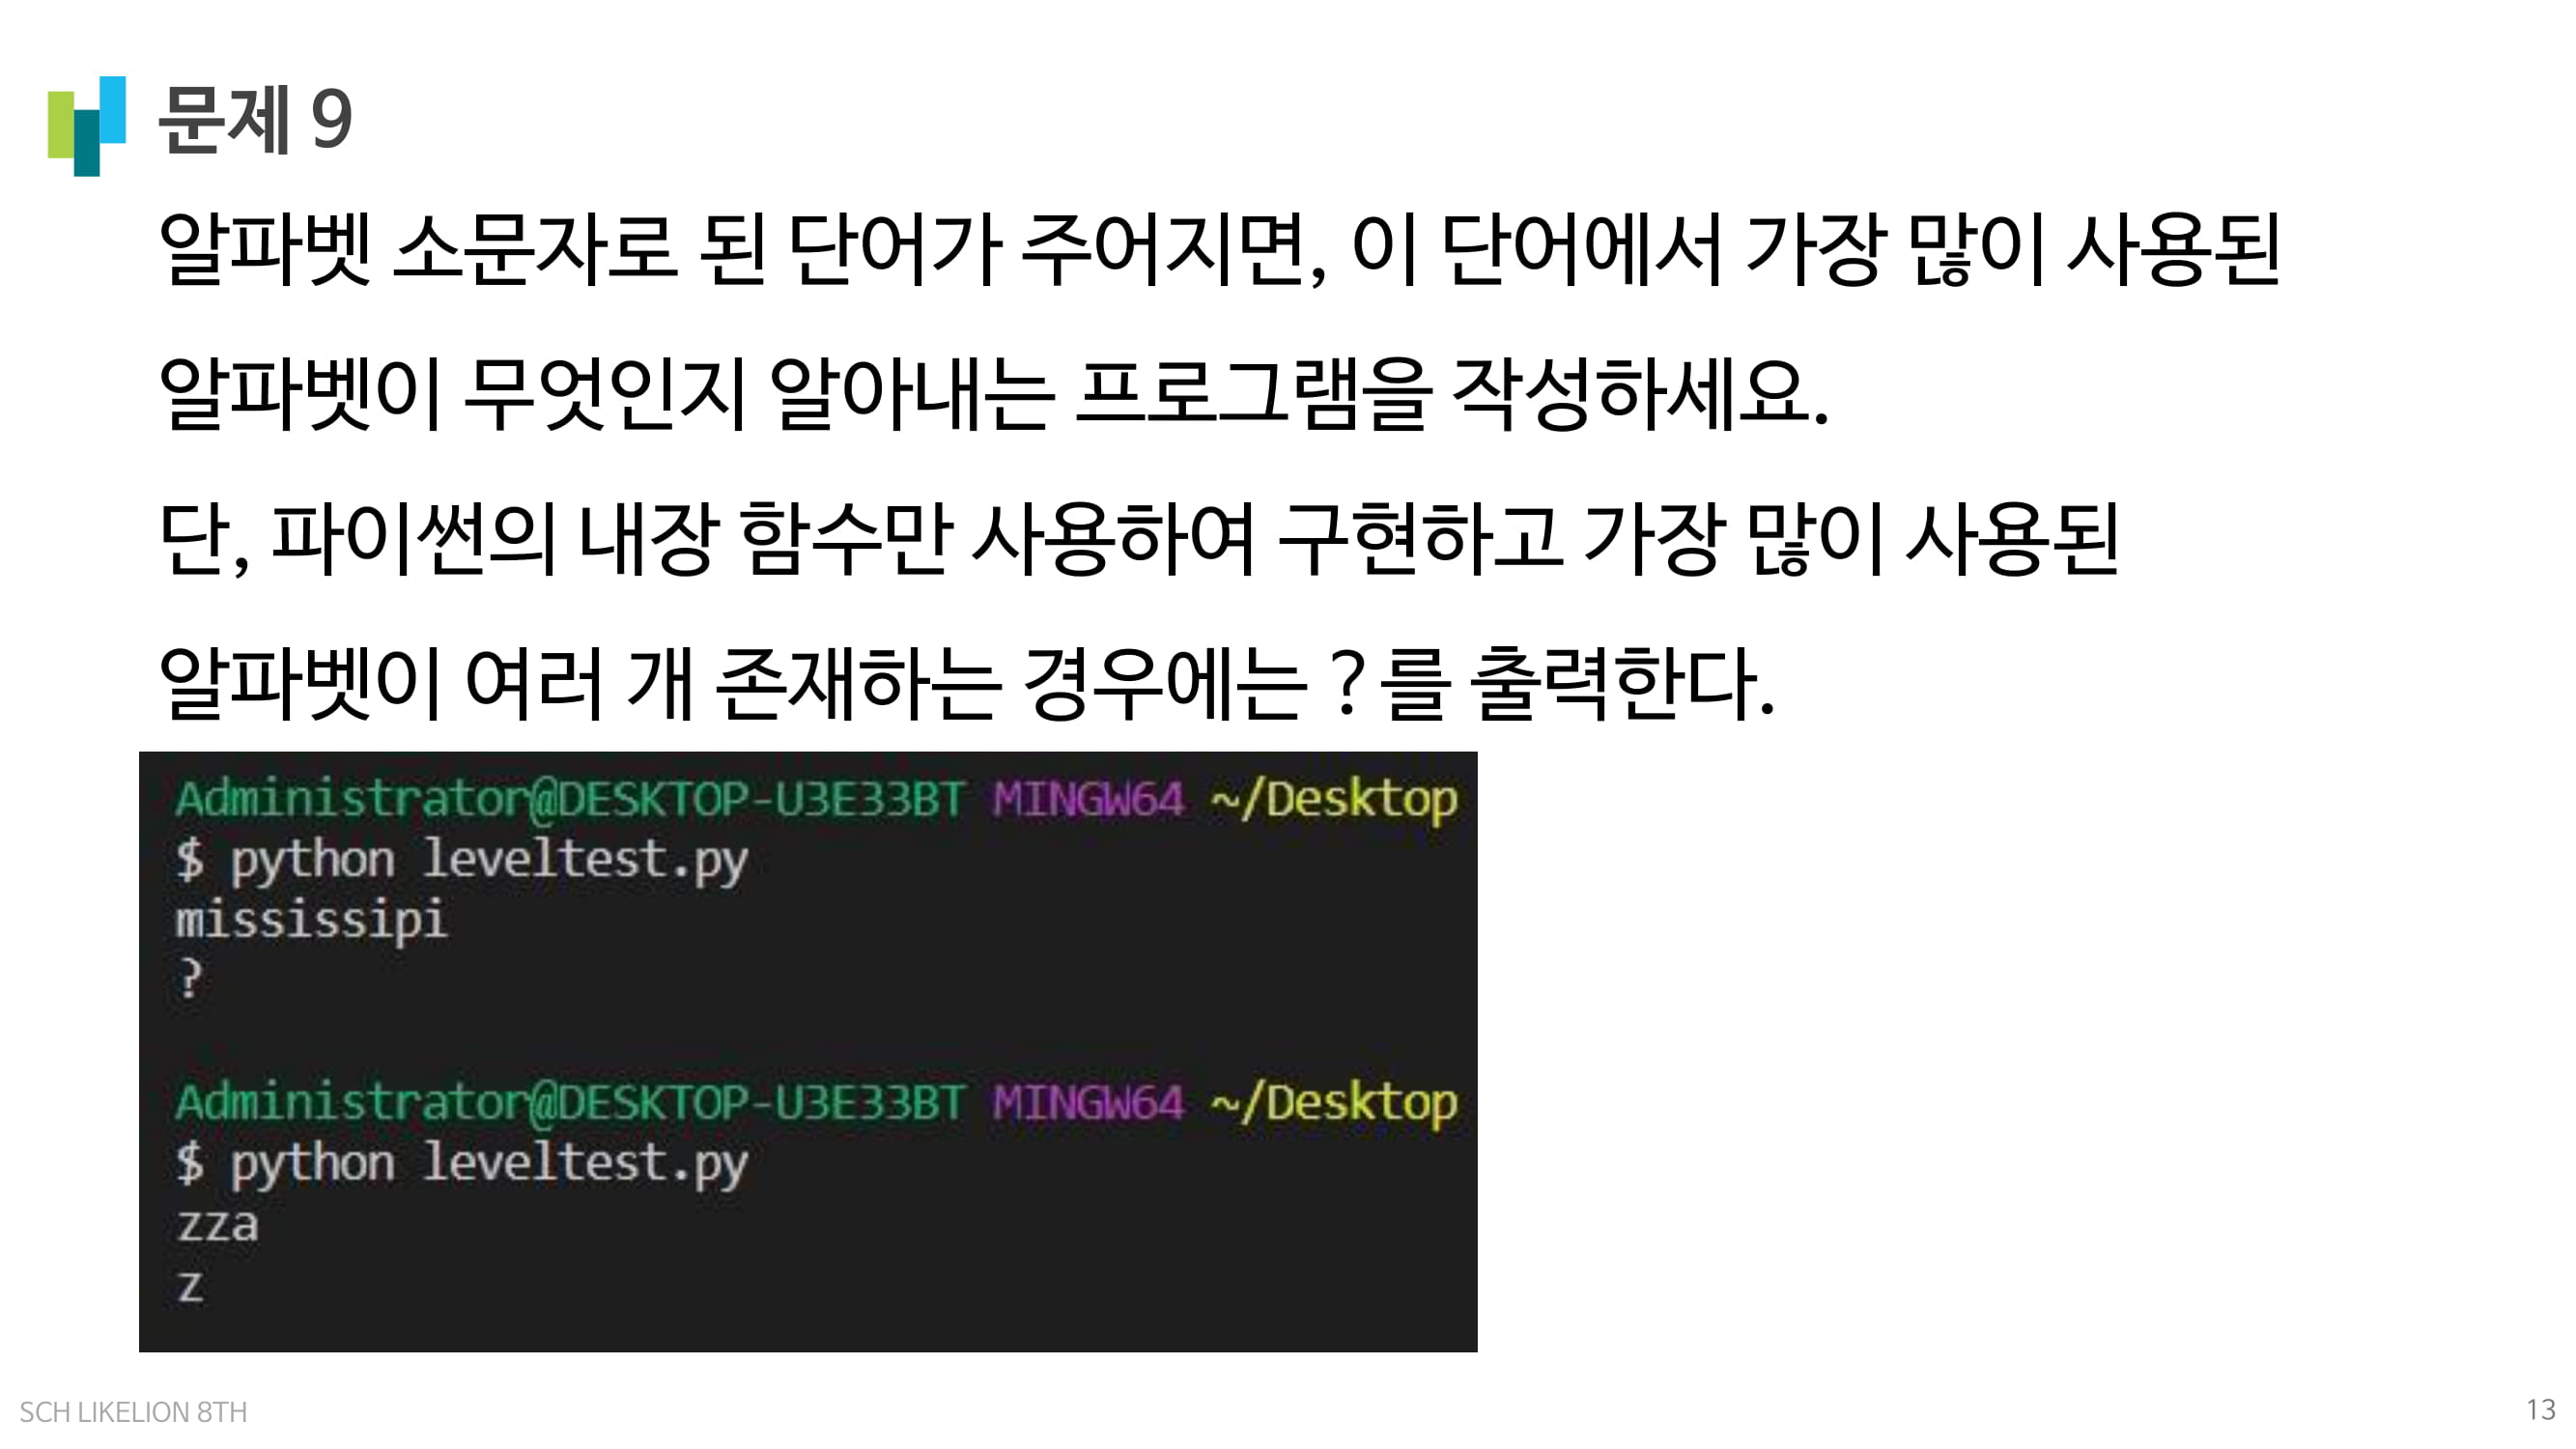 문제 9
알파벳 소문자로 된 단어가 주어지면, 이 단어에서 가장 많이 사용된
알파벳이 무엇인지 알아내는 프로그램을 작성하세요.
단, 파이썬의 내장 함수만 사용하여 구현하고 가장 많이 사용된
알파벳이 여러 개 존재하는 경우에는 ? 를 출력한다.
Administrator@DESKTOP-U3E33BT MINGW64 ~/Desktop
$ python leveltest.py
mississipi
?
Administrator@DESKTOP-U3E33BT MINGW64 ~/Desktop
$ python leveltest.py
zza
z
SCH LIKELION 8TH
13